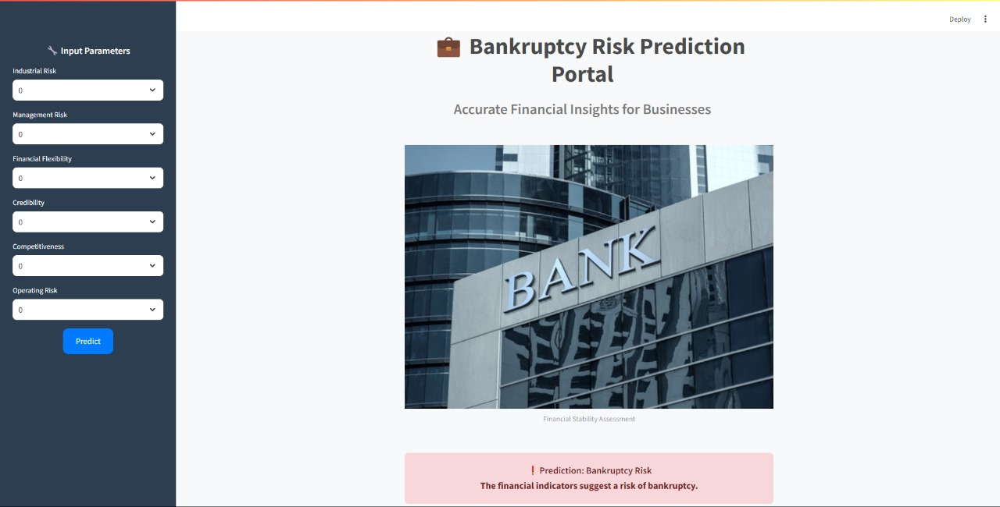 Deploy
🔧 Input Parameters
Industrial Risk
0
Management Risk
0
Financial Flexibility
0
Credibility
0
Competitiveness
0
Operating Risk
0
Predict
💼 Bankruptcy Risk Prediction
Portal
Accurate Financial Insights for Businesses
BANK
Financial Stability Assessment
❗ Prediction: Bankruptcy Risk
The financial indicators suggest a risk of bankruptcy.